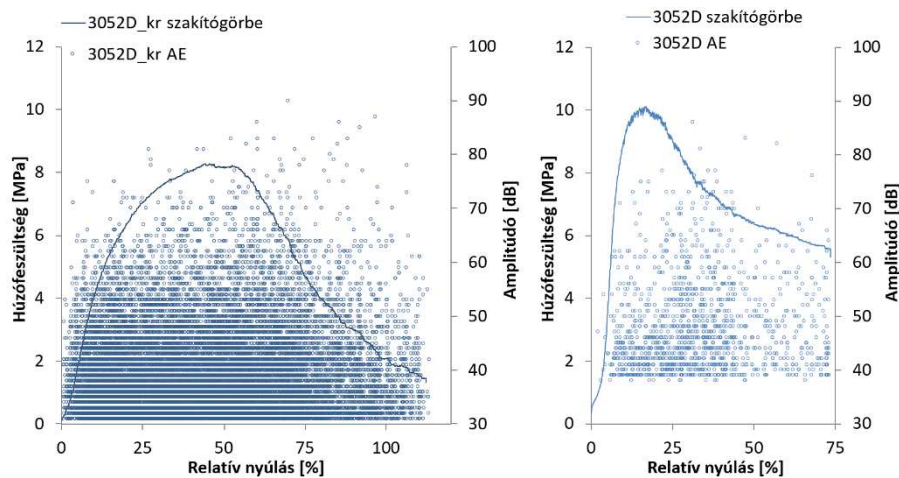 3052D_kr szakítógörbe
3052D_kr AE
12
10
8
6
4
2
0
Húzófeszültség [MPa]
100
90
80
70
60
50
40
30
Amplitúdó [dB]
0 25 50 75 100
Relatív nyúlás [%]
3052D szakítógörbe
3052D AE
12
10
8
6
4
2
0
Húzófeszültség [MPa]
100
90
80
70
60
50
40
30
Amplitúdó [dB]
0 25 50 75
Relatív nyúlás [%]